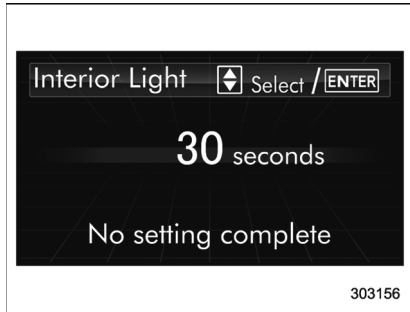 Interior Light Select / ENTER
30 seconds
No setting complete
303156